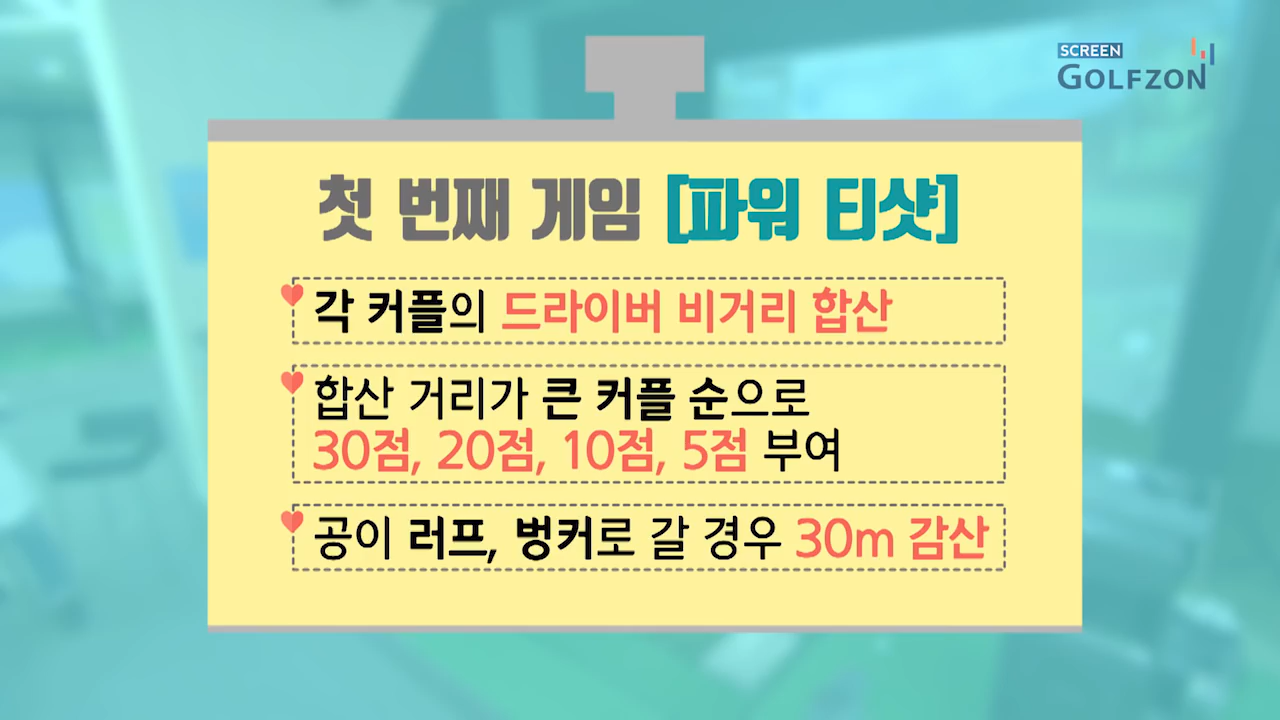 SCREEN
GOLFZON
첫 번째 게임 [파워 티샷]
각 커플의 드라이버 비거리 합산
합산 거리가 큰 커플 순으로
30점, 20점, 10점, 5점 부여
공이 러프, 벙커로 갈 경우 30m 감산